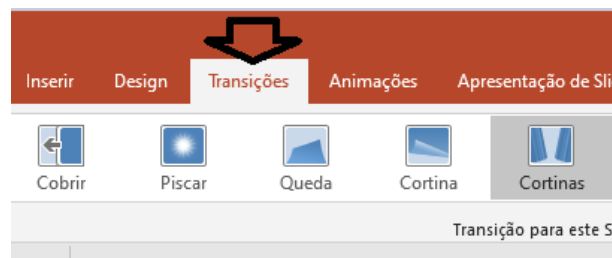 Inserir Design Transições Animações Apresentação de Sli
Cobrir Piscar Queda Cortina Cortinas
Transição para este S